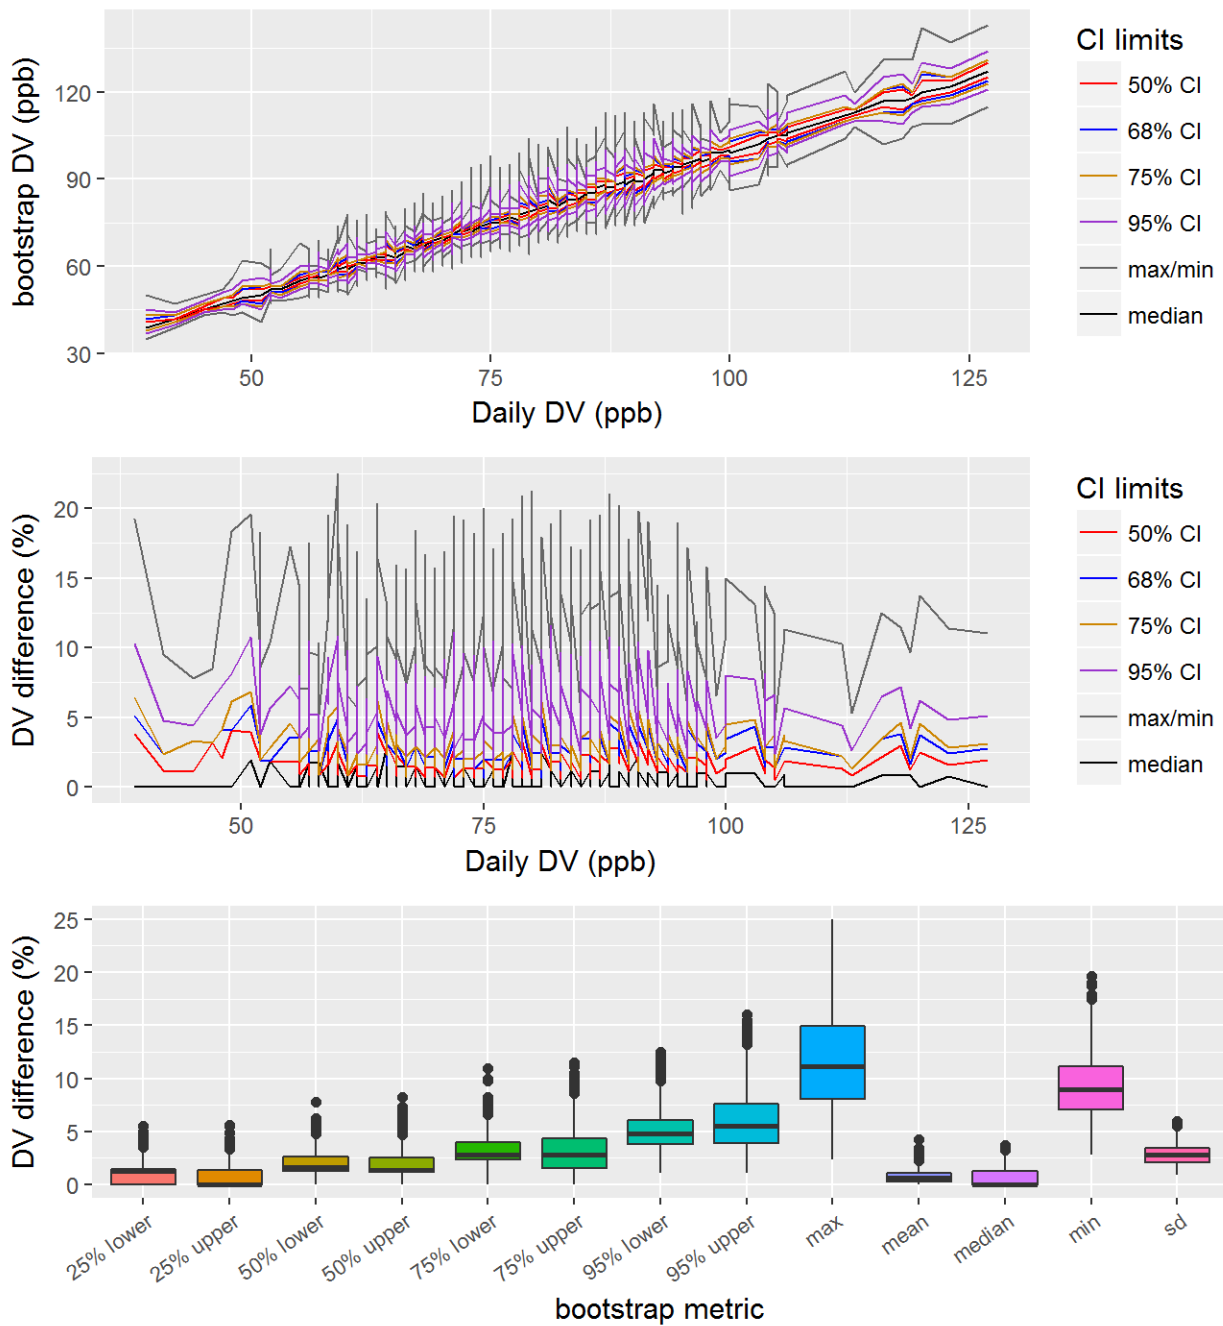 bootstrap DV (ppb)
120
90
60
30
50
75
100
125
Daily DV (ppb)
CI limits
50% CI
68% CI
75% CI
95% CI
max/min
median
DV difference (%)
20
15
10
5
0
50
75
100
125
Daily DV (ppb)
CI limits
50% CI
68% CI
75% CI
95% CI
max/min
median
DV difference (%)
25
20
15
10
5
0
25% lower
25% upper
50% lower
50% upper
75% lower
75% upper
95% lower
95% upper
max
mean
median
min
sd
bootstrap metric